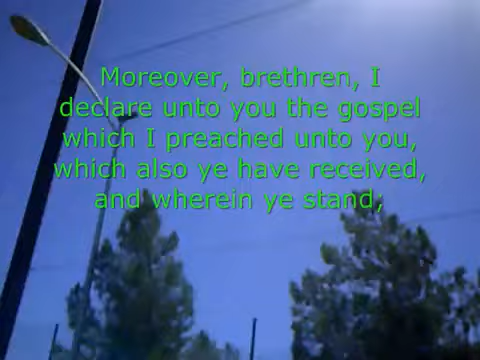 Moreover, brethren, I
declare unto you the gospel
which I preached unto you,
which also ye have received,
and wherein ye stand;